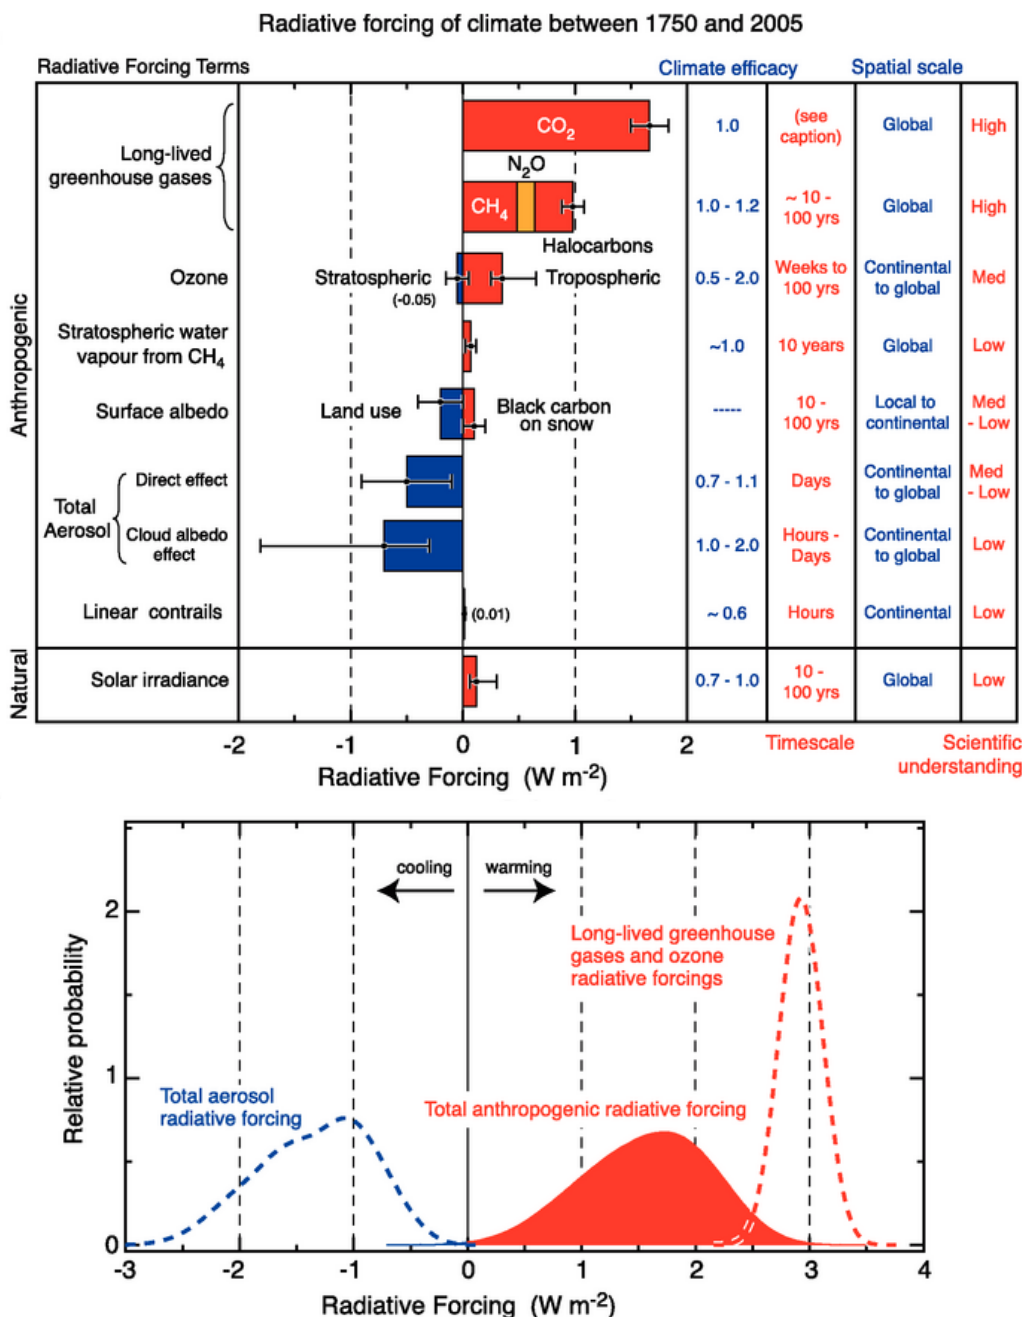 Radiative forcing of climate between 1750 and 2005
Radiative Forcing Terms
Climate efficacy
Spatial scale
Anthropogenic
Long-lived
greenhouse gases
CO₂
1.0
(see
caption)
Global
High
N₂O
CH₄
Halocarbons
1.0 - 1.2
~ 10 -
100 yrs
Global
High
Ozone
Stratospheric
(-0.05)
Tropospheric
0.5 - 2.0
Weeks to
100 yrs
Continental
to global
Med
Stratospheric water
vapour from CH₄
~1.0
10 years
Global
Low
Surface albedo
Land use
Black carbon
on snow
-----
10 -
100 yrs
Local to
continental
Med
- Low
Total
Aerosol
Direct effect
0.7 - 1.1
Days
Continental
to global
Med
- Low
Cloud albedo
effect
1.0 - 2.0
Hours -
Days
Continental
to global
Low
Linear contrails
(0.01)
~ 0.6
Hours
Continental
Low
Natural
Solar irradiance
0.7 - 1.0
10 -
100 yrs
Global
Low
-2 -1 0 1 2
Radiative Forcing (W m⁻²)
Timescale
Scientific
understanding
cooling
warming
Relative probability
2
1
0
Long-lived greenhouse
gases and ozone
radiative forcings
Total aerosol
radiative forcing
Total anthropogenic radiative forcing
-3 -2 -1 0 1 2 3 4
Radiative Forcing (W m⁻²)